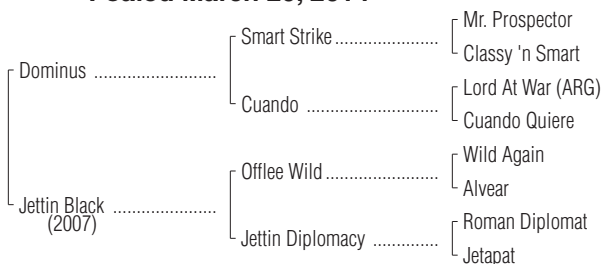 Foaled March
Mr. Prospector
Smart Strike
Classy 'n Smart
Dominus
Lord At War (ARG)
Cuando
Cuando Quiere
Wild Again
Offlee Wild
Alvear
Jettin Black
(2007)
Roman Diplomat
Jettin Diplomacy
Jetapat